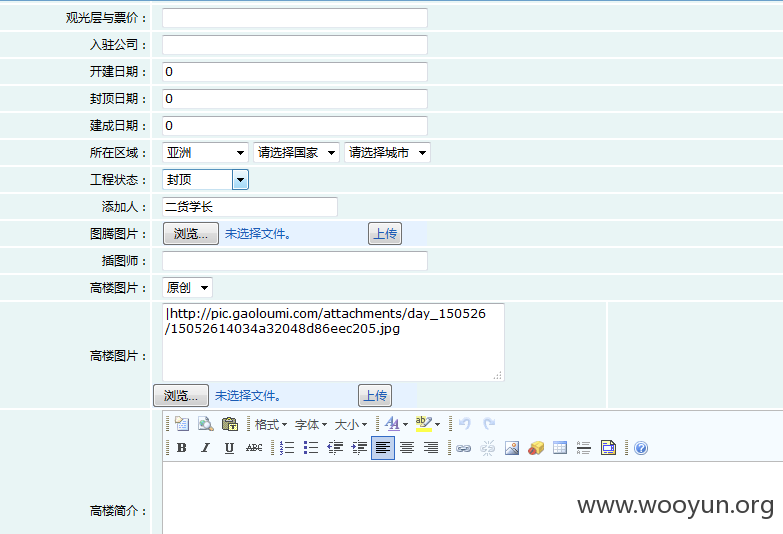 观光层与票价：
入驻公司：
开建日期： 0
封顶日期： 0
建成日期： 0
所在区域： 亚洲 请选择国家 请选择城市
工程状态： 封顶
添加人： 二货学长
图腾图片： 浏览... 未选择文件。 上传
插图师：
高楼图片： 原创
|http://pic.gaoloumi.com/attachments/day_150526
/15052614034a32048d86eec205.jpg
高楼图片：
浏览... 未选择文件。 上传
格式 字体 大小 A ab
B I U ABC
高楼简介：
www.wooyun.org